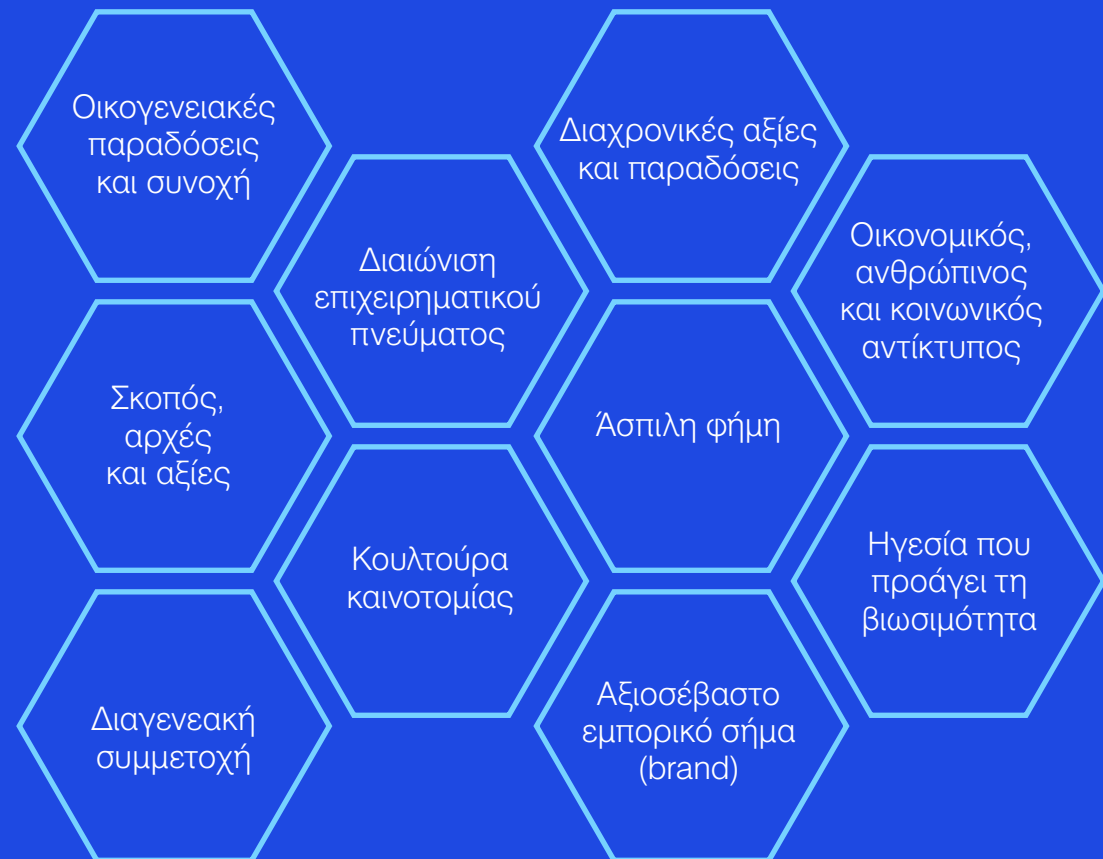 Οικογενειακές
παραδόσεις
και συνοχή
Διαχρονικές αξίες
και παραδόσεις
Διαιώνιση
επιχειρηματικού
πνεύματος
Οικονομικός,
ανθρώπινος
και κοινωνικός
αντίκτυπος
Σκοπός,
αρχές
και αξίες
Άσπιλη φήμη
Κουλτούρα
καινοτομίας
Ηγεσία που
προάγει τη
βιωσιμότητα
Διαγενεακή
συμμετοχή
Αξιοσέβαστο
εμπορικό σήμα
(brand)